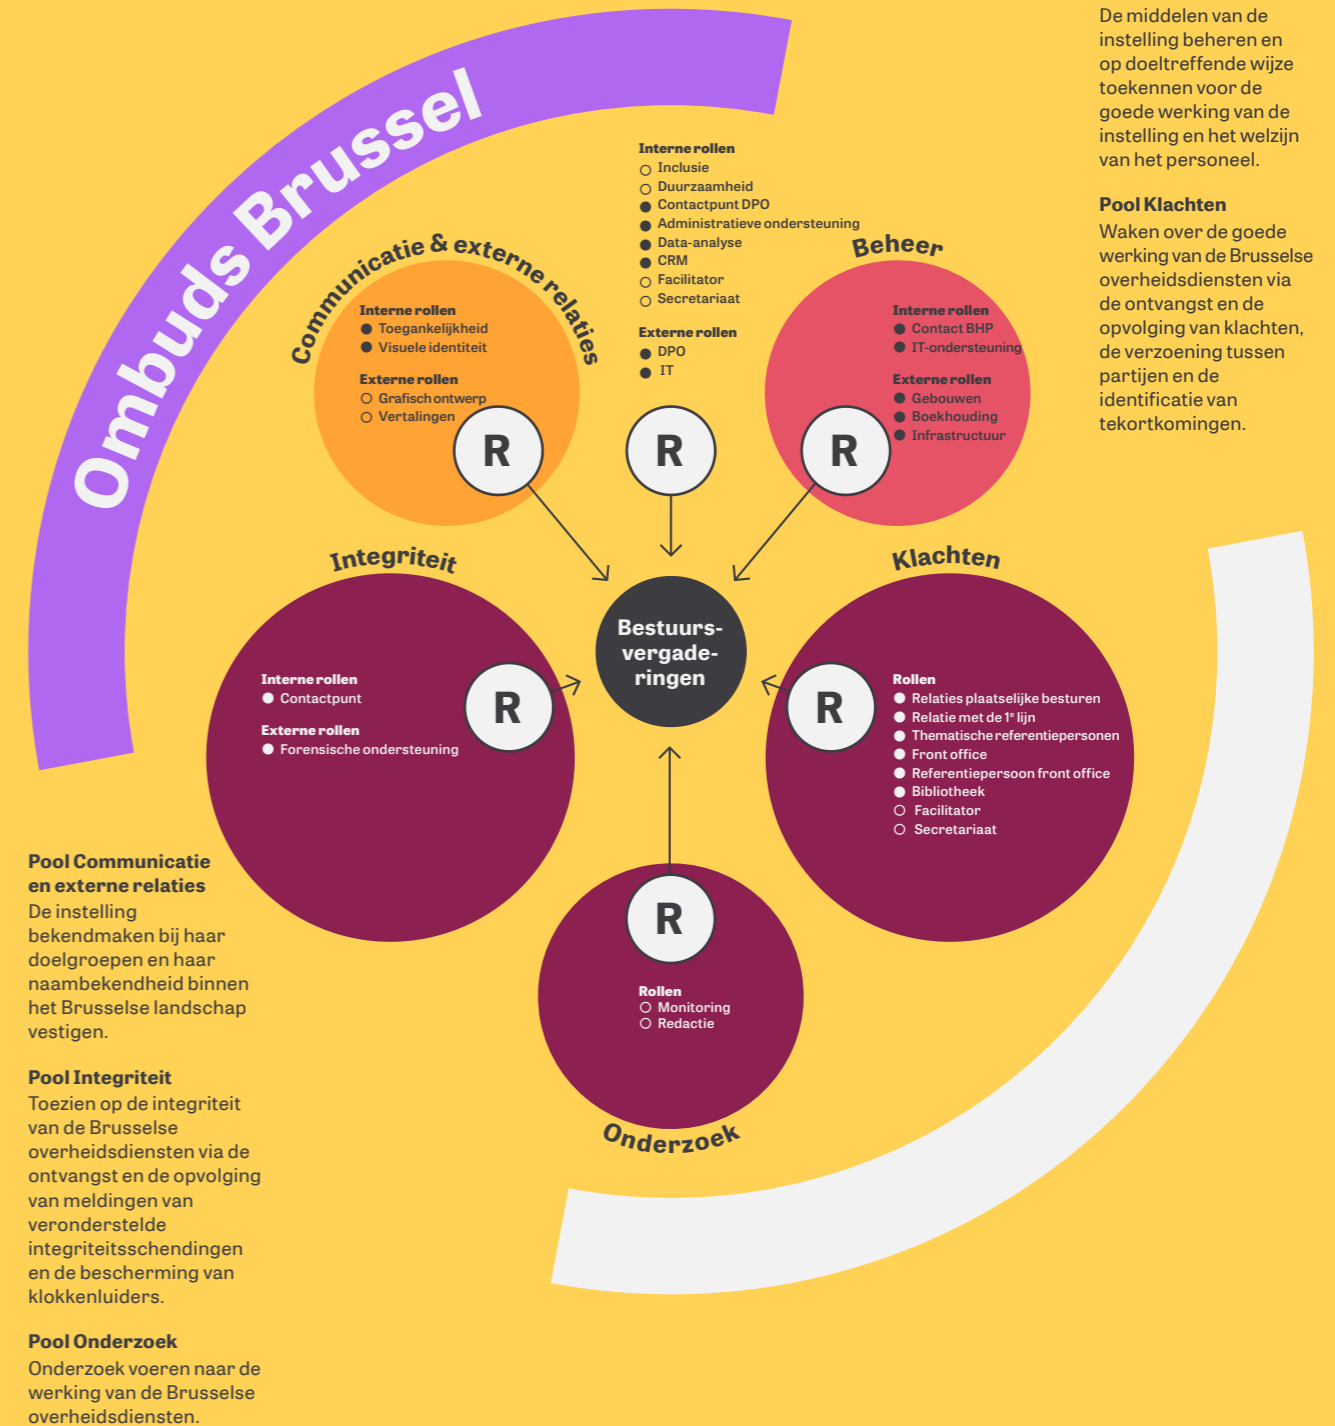 De middelen van de
instelling beheren en
op doeltreffende wijze
toekennen voor de
goede werking van de
instelling en het welzijn
van het personeel.
Pool Klachten
Waken over de goede
werking van de Brusselse
overheidsdiensten via
de ontvangst en de
opvolging van klachten,
de verzoening tussen
partijen en de
identificatie van
tekortkomingen.
Ombuds Brussel
Communicatie & externe relaties
Interne rollen
Toegankelijkheid
Visuele identiteit
Externe rollen
Grafisch ontwerp
Vertalingen
R
Interne rollen
Inclusie
Duurzaamheid
Contactpunt DPO
Administratieve ondersteuning
Data-analyse
CRM
Facilitator
Secretariaat
Externe rollen
DPO
IT
R
Beheer
Interne rollen
Contact BHP
IT-ondersteuning
Externe rollen
Gebouwen
Boekhouding
Infrastructuur
R
Integriteit
Interne rollen
Contactpunt
Externe rollen
Forensische ondersteuning
R
Bestuurs-
vergade-
ringen
Klachten
R
Rollen
Relaties plaatselijke besturen
Relatie met de 1e lijn
Thematische referentiepersonen
Front office
Referentiepersoon front office
Bibliotheek
Facilitator
Secretariaat
R
Rollen
Monitoring
Redactie
Onderzoek
Pool Communicatie
en externe relaties
De instelling
bekendmaken bij haar
doelgroepen en haar
naambekendheid binnen
het Brusselse landschap
vestigen.
Pool Integriteit
Toezien op de integriteit
van de Brusselse
overheidsdiensten via de
ontvangst en de opvolging
van meldingen van
veronderstelde
integriteitsschendingen
en de bescherming van
klokkenluiders.
Pool Onderzoek
Onderzoek voeren naar de
werking van de Brusselse
overheidsdiensten.